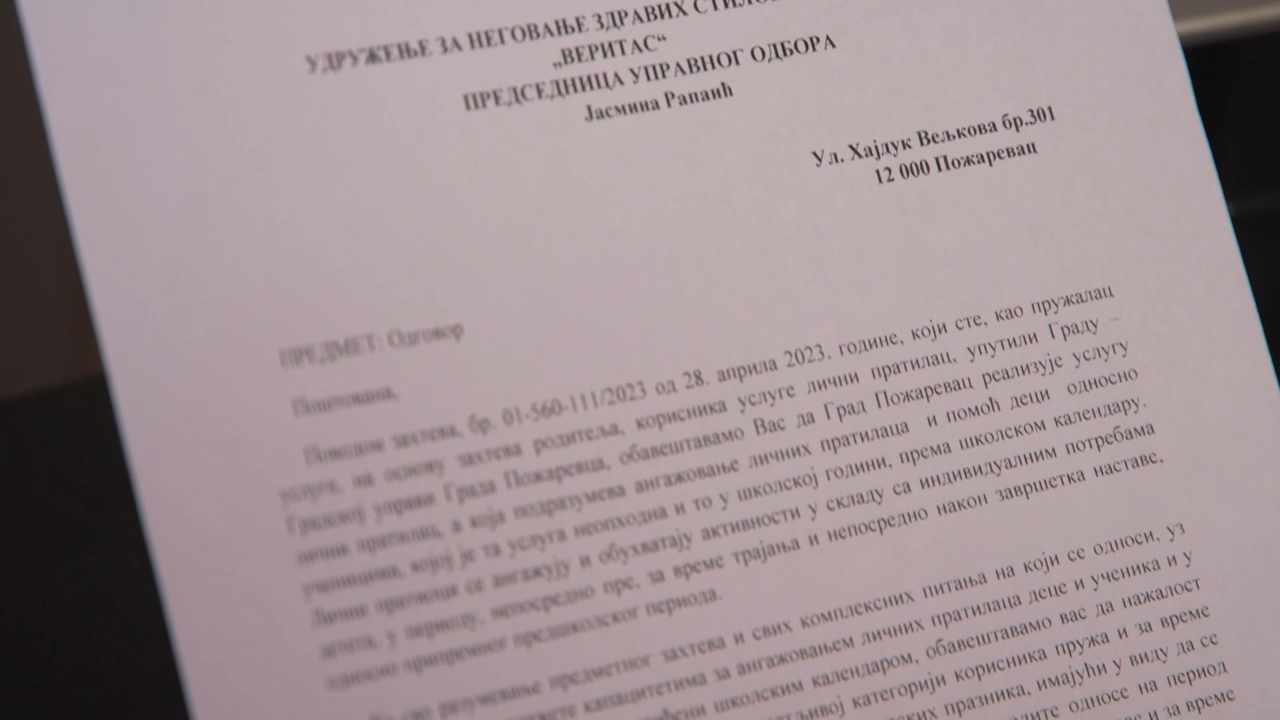 УДРУЖЕЊЕ ЗА НЕГОВАЊЕ ЗДРАВИХ
„ВЕРИТАС“
ПРЕДСЕДНИЦА УПРАВНОГ ОДБОРА
Јасмина Рапаић
Ул. Хајдук Вељкова бр.301
12 000 Пожаревац
ПРЕДМЕТ: Одговор
Поштована,
Поводом захтева, бр. 01-560-111/2023 од 28. априла 2023. године, који сте, као пружалац
услуге, на основу захтева родитеља, корисника услуге лични пратилац, упутили Граду –
Градској управи Града Пожаревца, обавештавамо Вас да Град Пожаревац реализује услугу
лични пратилац, а која подразумева ангажовање личних пратилаца и помоћ деци односно
ученицима, којој је та услуга неопходна и то у школској години, према школском календару.
Лични пратиоци се ангажују и обухватају активности у складу са индивидуалним потребама
детета, у периоду, непосредно пре, за време трајања и непосредно након завршетка наставе,
односно припремног предшколског периода.
разумевање предметног захтева и свих комплексних питања на који се односи, уз
капацитетима за ангажовањем личних пратилаца деце и ученика и у
школским календаром, обавештавамо вас да нажалост
категорији корисника пружа и за време
празника, имајући у виду да се
односе на период
и за време